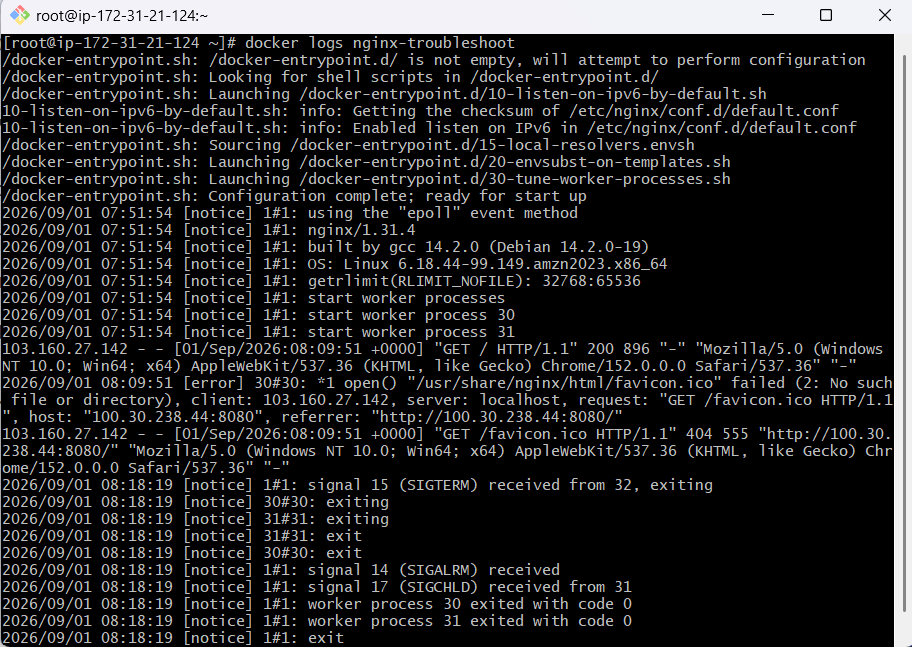 root@ip-172-31-21-124:~
[root@ip-172-31-21-124 ~]# docker logs nginx-troubleshoot
/docker-entrypoint.sh: /docker-entrypoint.d/ is not empty, will attempt to perform configuration
/docker-entrypoint.sh: Looking for shell scripts in /docker-entrypoint.d/
/docker-entrypoint.sh: Launching /docker-entrypoint.d/10-listen-on-ipv6-by-default.sh
10-listen-on-ipv6-by-default.sh: info: Getting the checksum of /etc/nginx/conf.d/default.conf
10-listen-on-ipv6-by-default.sh: info: Enabled listen on IPv6 in /etc/nginx/conf.d/default.conf
/docker-entrypoint.sh: Sourcing /docker-entrypoint.d/15-local-resolvers.envsh
/docker-entrypoint.sh: Launching /docker-entrypoint.d/20-envsubst-on-templates.sh
/docker-entrypoint.sh: Launching /docker-entrypoint.d/30-tune-worker-processes.sh
/docker-entrypoint.sh: Configuration complete; ready for start up
2026/09/01 07:51:54 [notice] 1#1: using the "epoll" event method
2026/09/01 07:51:54 [notice] 1#1: nginx/1.31.4
2026/09/01 07:51:54 [notice] 1#1: built by gcc 14.2.0 (Debian 14.2.0-19)
2026/09/01 07:51:54 [notice] 1#1: OS: Linux 6.18.44-99.149.amzn2023.x86_64
2026/09/01 07:51:54 [notice] 1#1: getrlimit(RLIMIT_NOFILE): 32768:65536
2026/09/01 07:51:54 [notice] 1#1: start worker processes
2026/09/01 07:51:54 [notice] 1#1: start worker process 30
2026/09/01 07:51:54 [notice] 1#1: start worker process 31
103.160.27.142 - - [01/Sep/2026:08:09:51 +0000] "GET / HTTP/1.1" 200 896 "-" "Mozilla/5.0 (Windows
NT 10.0; Win64; x64) AppleWebKit/537.36 (KHTML, like Gecko) Chrome/152.0.0.0 Safari/537.36" "-"
2026/09/01 08:09:51 [error] 30#30: *1 open() "/usr/share/nginx/html/favicon.ico" failed (2: No such
file or directory), client: 103.160.27.142, server: localhost, request: "GET /favicon.ico HTTP/1.1
", host: "100.30.238.44:8080", referrer: "http://100.30.238.44:8080/"
103.160.27.142 - - [01/Sep/2026:08:09:51 +0000] "GET /favicon.ico HTTP/1.1" 404 555 "http://100.30.
238.44:8080/" "Mozilla/5.0 (Windows NT 10.0; Win64; x64) AppleWebKit/537.36 (KHTML, like Gecko) Chr
ome/152.0.0.0 Safari/537.36" "-"
2026/09/01 08:18:19 [notice] 1#1: signal 15 (SIGTERM) received from 32, exiting
2026/09/01 08:18:19 [notice] 30#30: exiting
2026/09/01 08:18:19 [notice] 31#31: exiting
2026/09/01 08:18:19 [notice] 31#31: exit
2026/09/01 08:18:19 [notice] 30#30: exit
2026/09/01 08:18:19 [notice] 1#1: signal 14 (SIGALRM) received
2026/09/01 08:18:19 [notice] 1#1: signal 17 (SIGCHLD) received from 31
2026/09/01 08:18:19 [notice] 1#1: worker process 30 exited with code 0
2026/09/01 08:18:19 [notice] 1#1: worker process 31 exited with code 0
2026/09/01 08:18:19 [notice] 1#1: exit